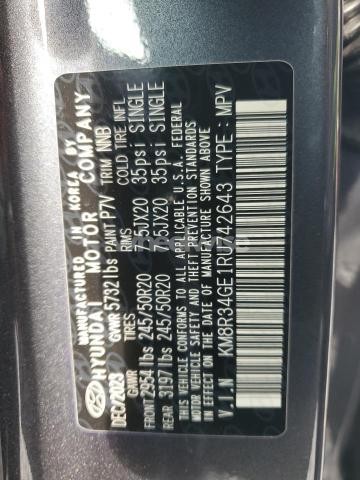 MANUFACTURED IN KOREA BY
HYUNDAI MOTOR COMPANY
DEC/2023 GVWR 5732 lbs PAINT P7V TRIM NNB
GAWR TIRES RIMS COLD TIRE INFL
FRONT 2954 lbs 245/50R20 7.5JX20 35psi SINGLE
REAR 3197 lbs 245/50R20 7.5JX20 35psi SINGLE
THIS VEHICLE CONFORMS TO ALL APPLICABLE U.S.A. FEDERAL
MOTOR VEHICLE SAFETY, BUMPER, AND THEFT PREVENTION STANDARDS
IN EFFECT ON THE DATE OF MANUFACTURE SHOWN ABOVE.
V.I.N : KM8R34GE1RU742643 TYPE : MPV